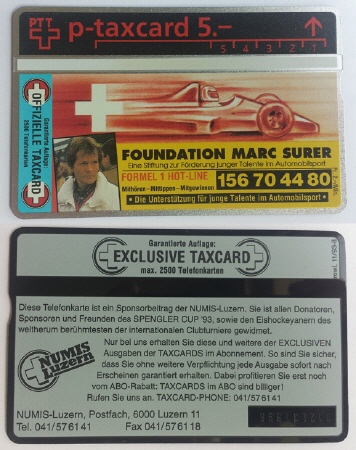 PTT
p-taxcard 5.–
5 4 3 2 1
Garantierte Auflage:
2500 Telefonkarten
OFFIZIELLE TAXCARD
FOUNDATION MARC SURER
Eine Stiftung zur Förderung junger Talente im Automobilsport
FORMEL 1 HOT-LINE
Mithören - Mittippen - Mitgewinnen
156 70 44 80
• Die Unterstützung für junge Talente im Automobilsport •
Garantierte Auflage:
EXCLUSIVE TAXCARD
max. 2500 Telefonkarten
Diese Telefonkarte ist ein Sponsorbeitrag der NUMIS-Luzern. Sie ist allen Donatoren,
Sponsoren und Freunden des SPENGLER CUP '93, sowie den Eishockeyanern des
weitherum berühmtesten der internationalen Clubturniere gewidmet.
NUMIS
Luzern
Nur bei uns erhalten Sie diese und weitere der EXCLUSIVEN
Ausgaben der TAXCARDS im Abonnement. So sind Sie sicher,
dass Sie ohne weitere Verpflichtung jede Ausgabe sofort nach
Erscheinen garantiert erhalten. Dabei profitieren Sie erst noch
vom ABO-Rabatt: TAXCARDS im ABO sind billiger!
Rufen Sie uns an. TAXCARD-PHONE 041/576141
NUMIS-Luzern, Postfach, 6000 Luzern 11
Tel. 041/576141 Fax 041/576118